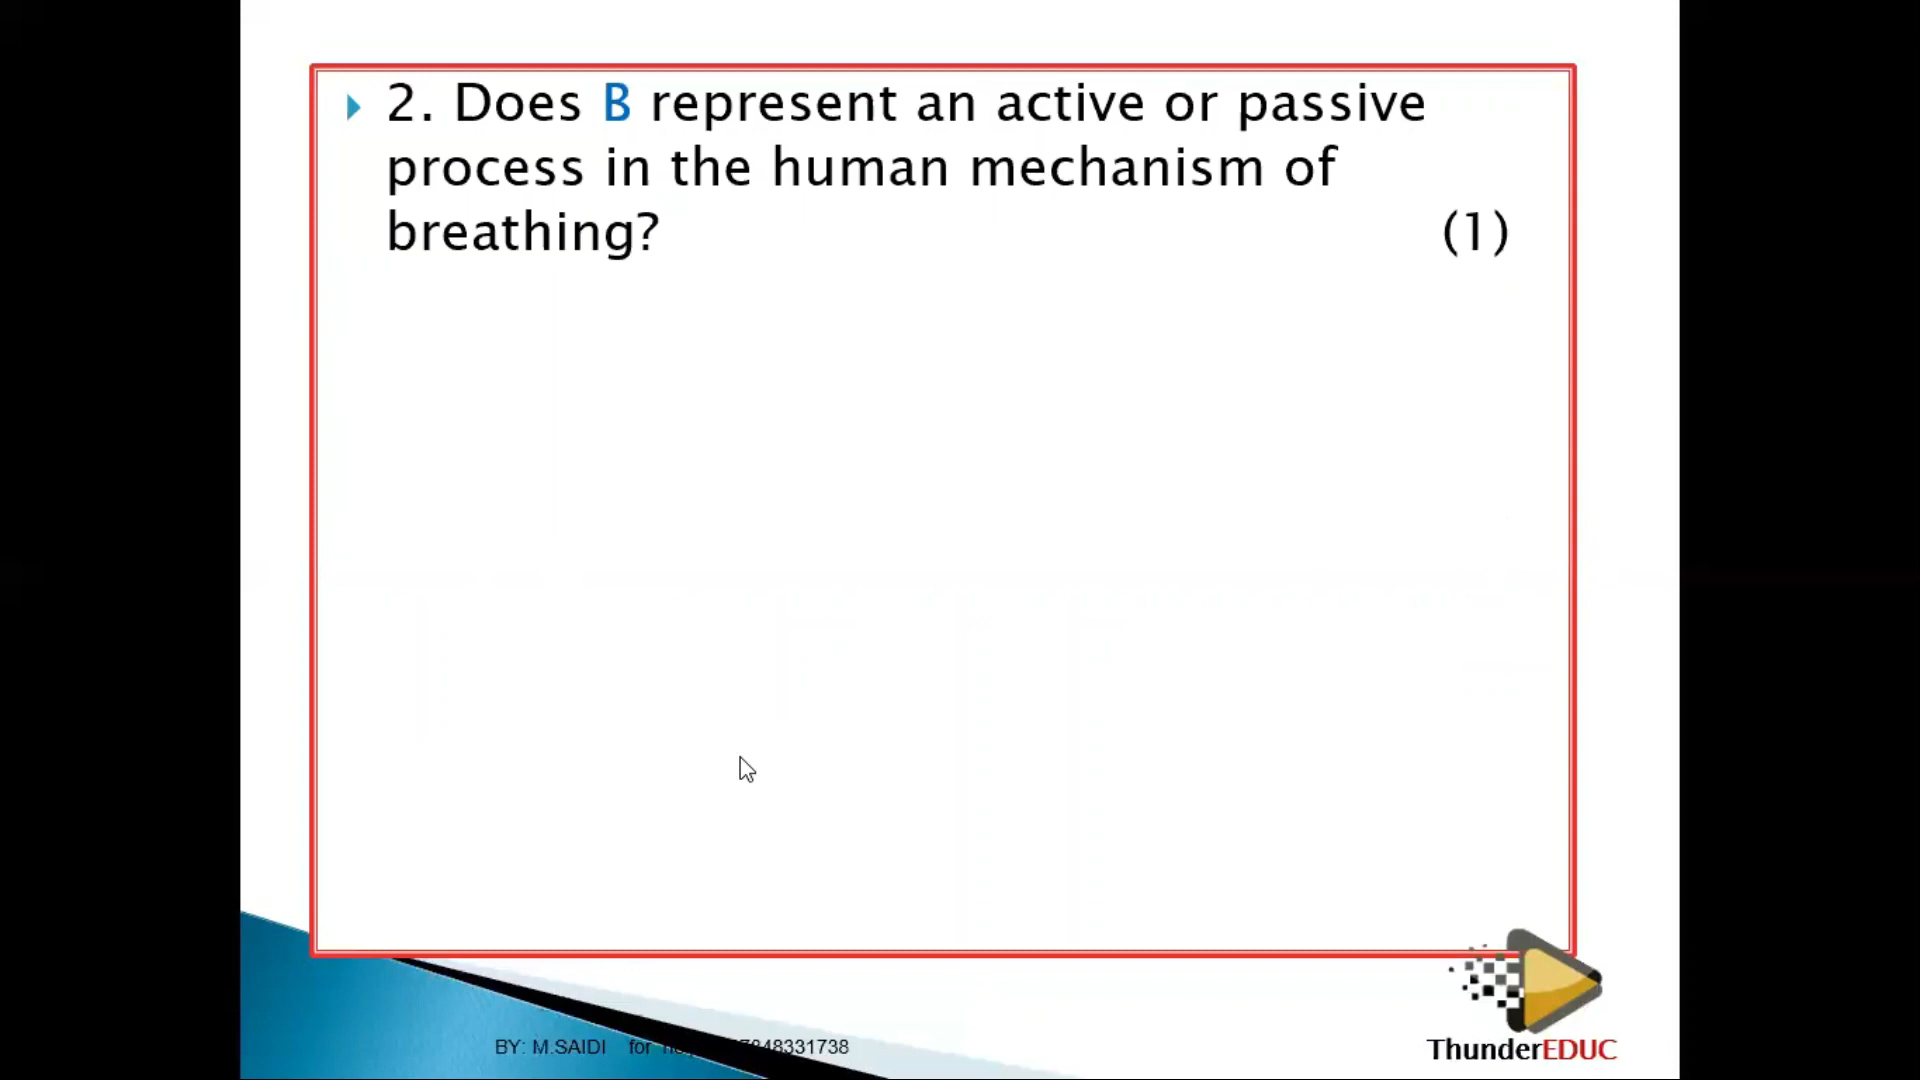 2. Does B represent an active or passive
process in the human mechanism of
breathing? (1)
BY: M.SAIDI for 48331738
ThunderEDUC